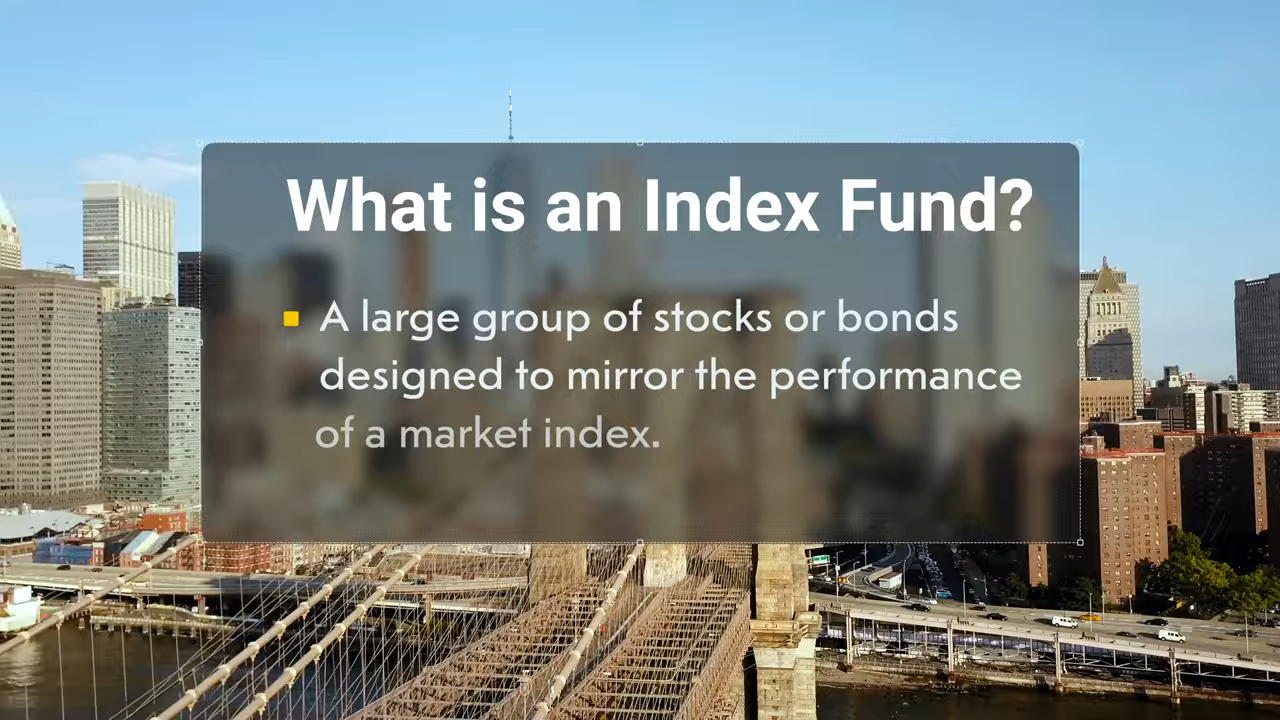 What is an Index Fund?
A large group of stocks or bonds
designed to mirror the performance
of a market index.